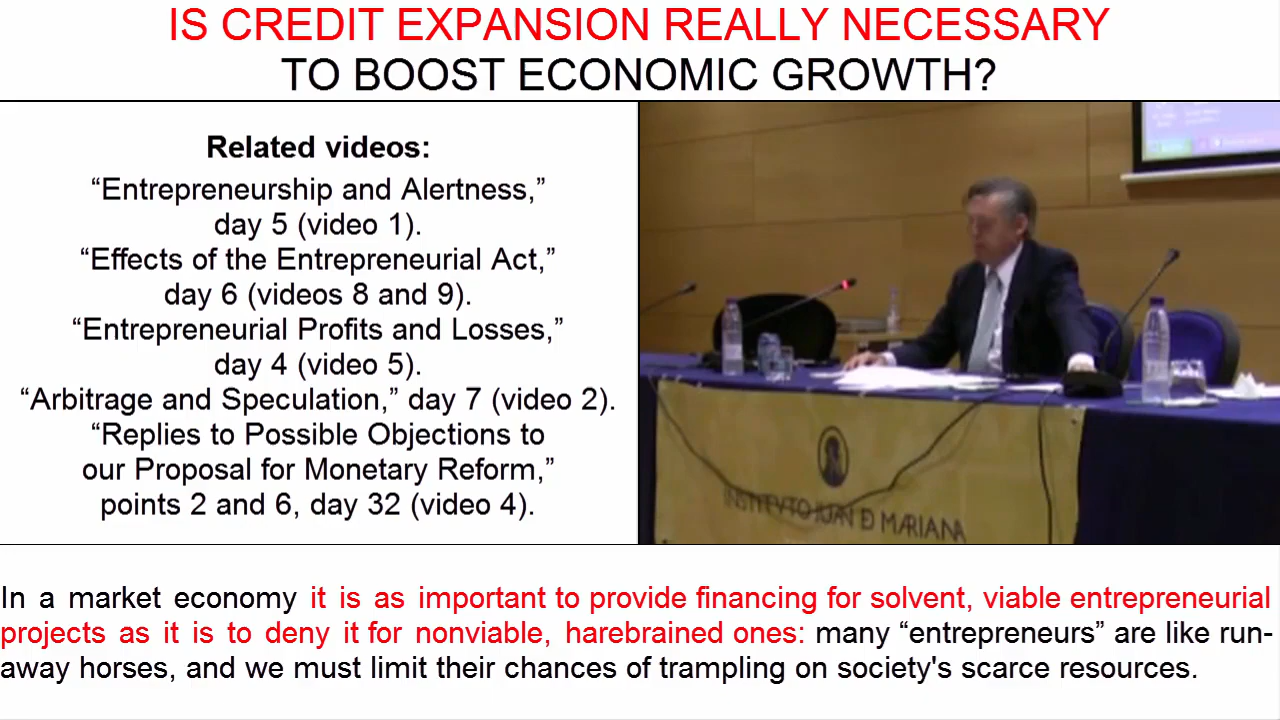 IS CREDIT EXPANSION REALLY NECESSARY
TO BOOST ECONOMIC GROWTH?
Related videos:
“Entrepreneurship and Alertness,”
day 5 (video 1).
“Effects of the Entrepreneurial Act,”
day 6 (videos 8 and 9).
“Entrepreneurial Profits and Losses,”
day 4 (video 5).
“Arbitrage and Speculation,” day 7 (video 2).
“Replies to Possible Objections to
our Proposal for Monetary Reform,”
points 2 and 6, day 32 (video 4).
INSTITVTO JUAN D MARIANA
In a market economy it is as important to provide financing for solvent, viable entrepreneurial
projects as it is to deny it for nonviable, harebrained ones: many “entrepreneurs” are like run-
away horses, and we must limit their chances of trampling on society's scarce resources.